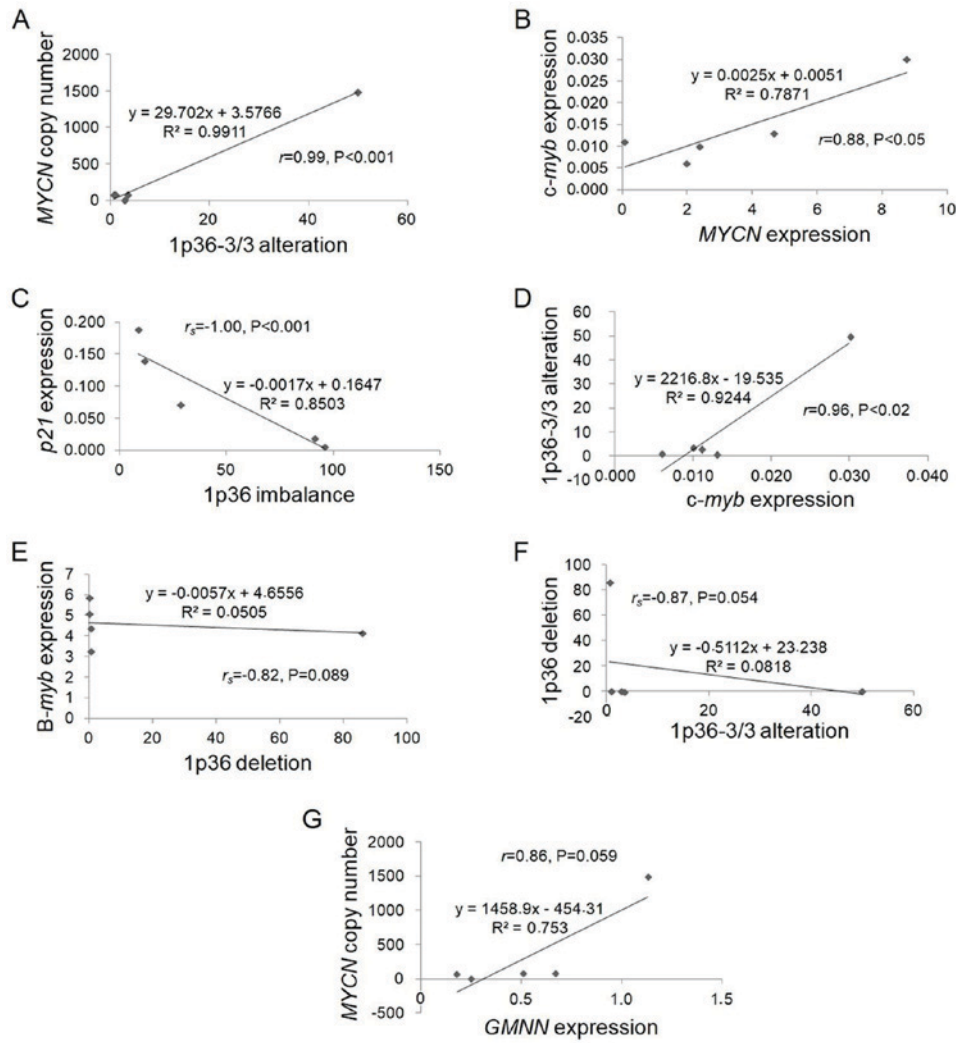 A
MYCN copy number
2000
1500
1000
500
0
y = 29.702x + 3.5766
R² = 0.9911
r=0.99, P<0.001
0 20 40 60
1p36-3/3 alteration
B
c-myb expression
0.035
0.030
0.025
0.020
0.015
0.010
0.005
0.000
y = 0.0025x + 0.0051
R² = 0.7871
r=0.88, P<0.05
0 2 4 6 8 10
MYCN expression
C
p21 expression
0.200
0.150
0.100
0.050
0.000
rs=-1.00, P<0.001
y = -0.0017x + 0.1647
R² = 0.8503
0 50 100 150
1p36 imbalance
D
1p36-3/3 alteration
60
50
40
30
20
10
0
-10
y = 2216.8x - 19.535
R² = 0.9244
r=0.96, P<0.02
0.000 0.010 0.020 0.030 0.040
c-myb expression
E
B-myb expression
7
6
5
4
3
2
1
0
y = -0.0057x + 4.6556
R² = 0.0505
rs=-0.82, P=0.089
0 20 40 60 80 100
1p36 deletion
F
1p36 deletion
100
80
60
40
20
0
-20
rs=-0.87, P=0.054
y = -0.5112x + 23.238
R² = 0.0818
20 40 60
1p36-3/3 alteration
G
MYCN copy number
2000
1500
1000
500
0
-500
r=0.86, P=0.059
y = 1458.9x - 454.31
R² = 0.753
0 0.5 1.0 1.5
GMNN expression